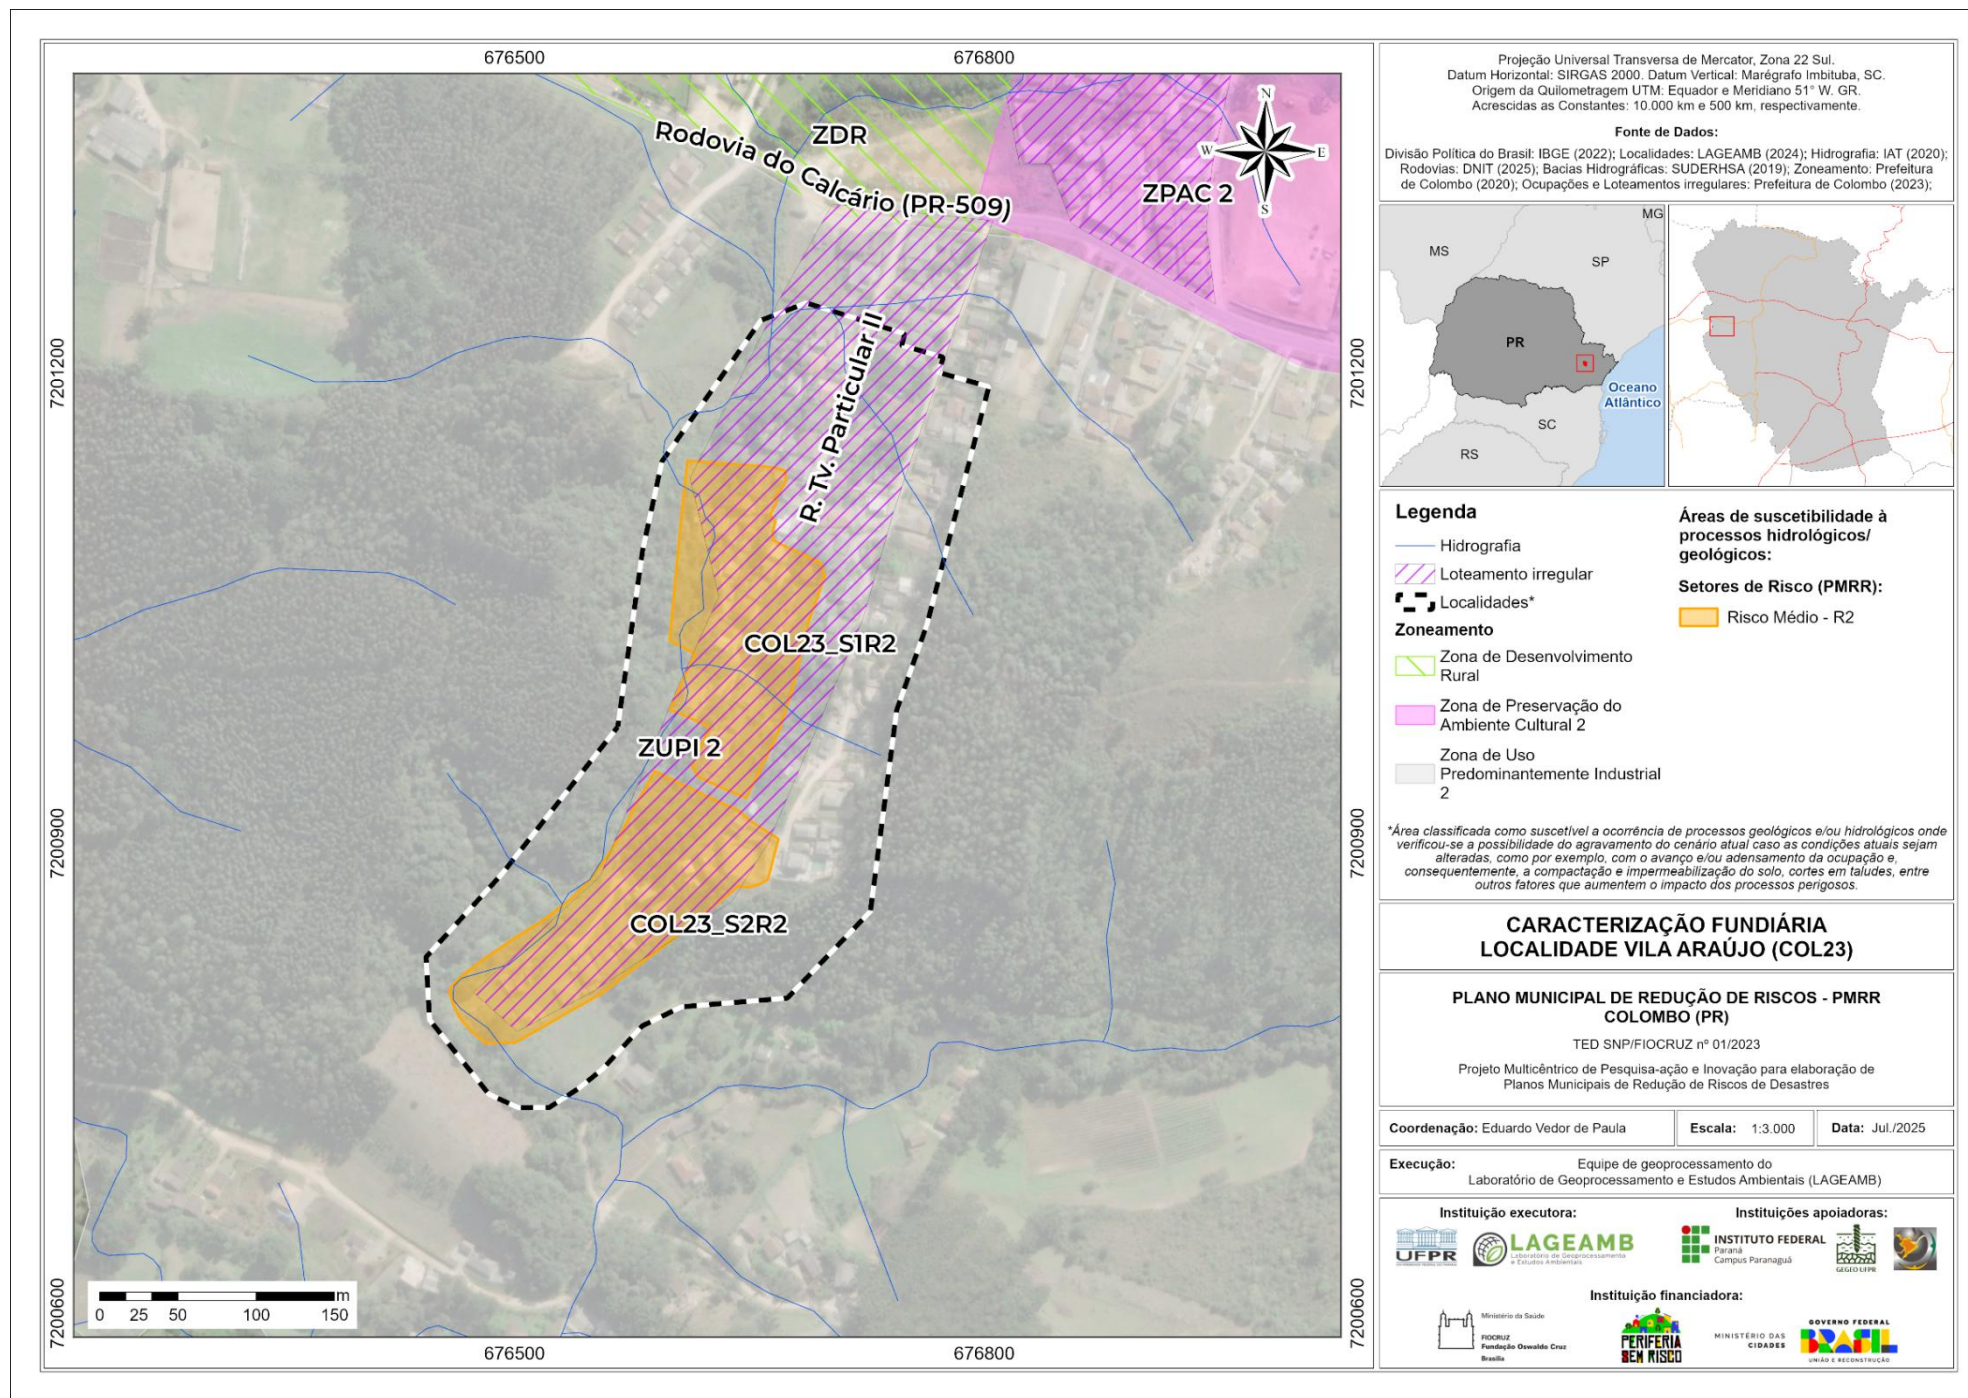 676500
676800
7201200
7200900
7200600
7201200
7200900
7200600
676500
676800
ZDR
Rodovia do Calcário (PR-509)
ZPAC 2
R. Tv. Particular II
COL23_S1R2
ZUPI 2
COL23_S2R2
N
W
E
S
m
0 25 50 100 150
Projeção Universal Transversa de Mercator, Zona 22 Sul.
Datum Horizontal: SIRGAS 2000. Datum Vertical: Marégrafo Imbituba, SC.
Origem da Quilometragem UTM: Equador e Meridiano 51° W. GR.
Acrescidas as Constantes: 10.000 km e 500 km, respectivamente.
Fonte de Dados:
Divisão Política do Brasil: IBGE (2022); Localidades: LAGEAMB (2024); Hidrografia: IAT (2020);
Rodovias: DNIT (2025); Bacias Hidrográficas: SUDERHSA (2019); Zoneamento: Prefeitura
de Colombo (2020); Ocupações e Loteamentos irregulares: Prefeitura de Colombo (2023);
MG
MS
SP
PR
Oceano
Atlântico
SC
RS
Legenda
Hidrografia
Loteamento irregular
Localidades*
Zoneamento
Zona de Desenvolvimento
Rural
Zona de Preservação do
Ambiente Cultural 2
Zona de Uso
Predominantemente Industrial
2
Áreas de suscetibilidade à
processos hidrológicos/
geológicos:
Setores de Risco (PMRR):
Risco Médio - R2
*Área classificada como suscetível a ocorrência de processos geológicos e/ou hidrológicos onde
verificou-se a possibilidade do agravamento do cenário atual caso as condições atuais sejam
alteradas, como por exemplo, com o avanço e/ou adensamento da ocupação e,
consequentemente, a compactação e impermeabilização do solo, cortes em taludes, entre
outros fatores que aumentem o impacto dos processos perigosos.
CARACTERIZAÇÃO FUNDIÁRIA
LOCALIDADE VILA ARAÚJO (COL23)
PLANO MUNICIPAL DE REDUÇÃO DE RISCOS - PMRR
COLOMBO (PR)
TED SNP/FIOCRUZ nº 01/2023
Projeto Multicêntrico de Pesquisa-ação e Inovação para elaboração de
Planos Municipais de Redução de Riscos de Desastres
Coordenação: Eduardo Vedor de Paula
Escala: 1:3.000
Data: Jul./2025
Execução:
Equipe de geoprocessamento do
Laboratório de Geoprocessamento e Estudos Ambientais (LAGEAMB)
Instituição executora:
Instituições apoiadoras:
UFPR
LAGEAMB
Laboratório de Geoprocessamento
e Estudos Ambientais
INSTITUTO FEDERAL
Paraná
Campus Paranaguá
GEGEO UFPR
Instituição financiadora:
Ministério da Saúde
FIOCRUZ
Fundação Oswaldo Cruz
Brasília
PERIFERIA
SEM RISCO
MINISTÉRIO DAS
CIDADES
GOVERNO FEDERAL
BRASIL
UNIÃO E RECONSTRUÇÃO